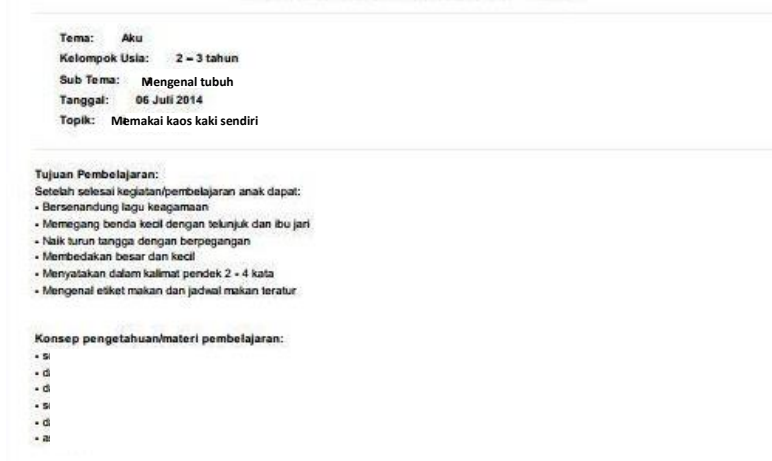 Tema: Aku
Kelompok Usia: 2 – 3 tahun
Sub Tema: Mengenal tubuh
Tanggal: 06 Juli 2014
Topik: Memakai kaos kaki sendiri
Tujuan Pembelajaran:
Setelah selesai kegiatan/pembelajaran anak dapat:
- Bersenandung lagu keagamaan
- Memegang benda kecil dengan telunjuk dan ibu jari
- Naik turun tangga dengan berpegangan
- Membedakan besar dan kecil
- Menyatakan dalam kalimat pendek 2 - 4 kata
- Mengenal etiket makan dan jadwal makan teratur
Konsep pengetahuan/materi pembelajaran: